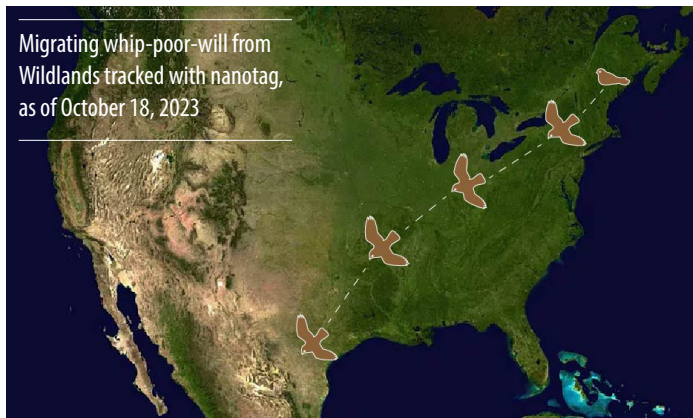 Migrating whip-poor-will from
Wildlands tracked with nanotag,
as of October 18, 2023